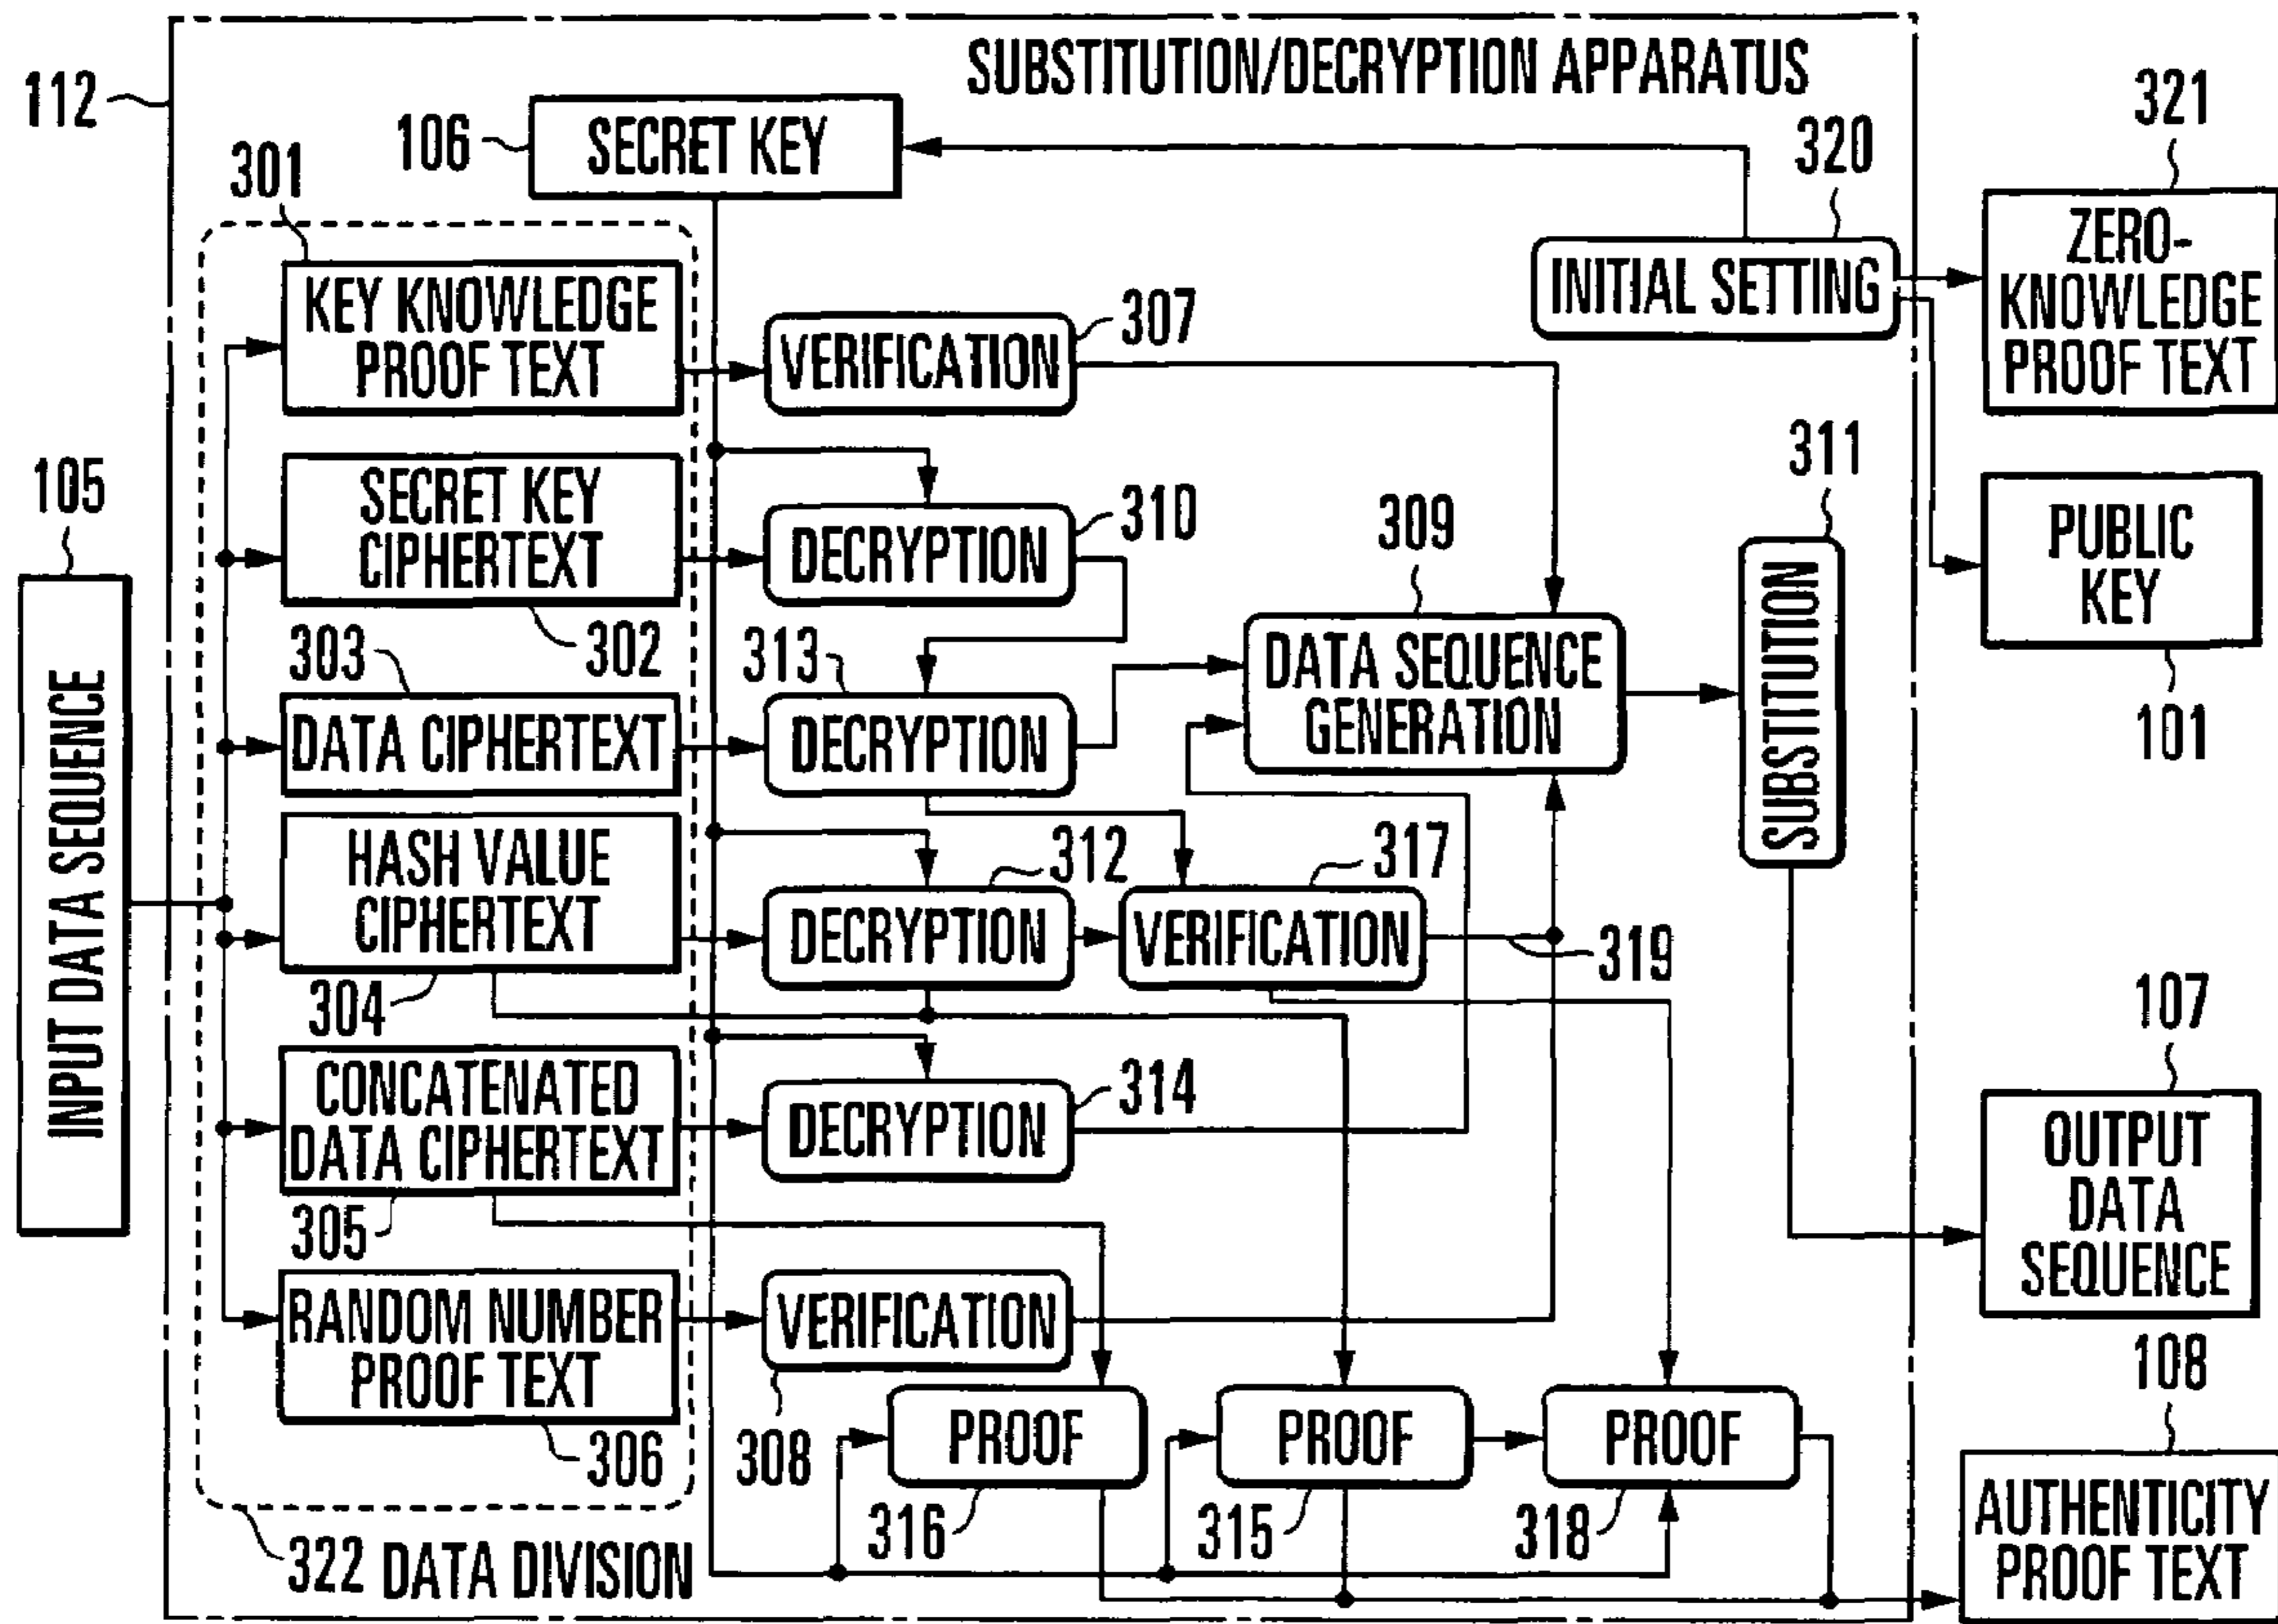 SUBSTITUTION/DECRYPTION APPARATUS
112
106
SECRET KEY
321
320
301
ZERO-
KNOWLEDGE
PROOF TEXT
INITIAL SETTING
KEY KNOWLEDGE
PROOF TEXT
307
VERIFICATION
311
105
SECRET KEY
CIPHERTEXT
302
310
DECRYPTION
309
PUBLIC
KEY
101
303
313
DATA CIPHERTEXT
DECRYPTION
DATA SEQUENCE
GENERATION
SUBSTITUTION
INPUT DATA SEQUENCE
HASH VALUE
CIPHERTEXT
304
312
317
DECRYPTION
VERIFICATION
319
107
CONCATENATED
DATA CIPHERTEXT
305
314
DECRYPTION
OUTPUT
DATA
SEQUENCE
RANDOM NUMBER
PROOF TEXT
306
VERIFICATION
308
108
PROOF
PROOF
PROOF
316
315
318
AUTHENTICITY
PROOF TEXT
322 DATA DIVISION